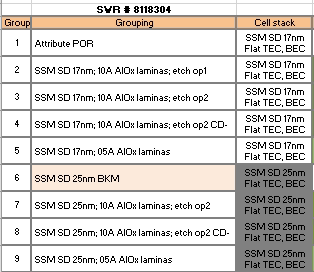 SWR # 8118304
Group Grouping Cell stack
1 Attribute POR SSM SD 17nm
Flat TEC, BEC
2 SSM SD 17nm; 10A AlOx laminas; etch op1 SSM SD 17nm
Flat TEC, BEC
3 SSM SD 17nm; 10A AlOx laminas; etch op2 SSM SD 17nm
Flat TEC, BEC
4 SSM SD 17nm; 10A AlOx laminas; etch op2 CD- SSM SD 17nm
Flat TEC, BEC
5 SSM SD 17nm; 05A AlOx laminas SSM SD 17nm
Flat TEC, BEC
6 SSM SD 25nm BKM SSM SD 25nm
Flat TEC, BEC
7 SSM SD 25nm; 10A AlOx laminas; etch op2 SSM SD 25nm
Flat TEC, BEC
8 SSM SD 25nm; 10A AlOx laminas; etch op2 CD- SSM SD 25nm
Flat TEC, BEC
9 SSM SD 25nm; 05A AlOx laminas SSM SD 25nm
Flat TEC, BEC